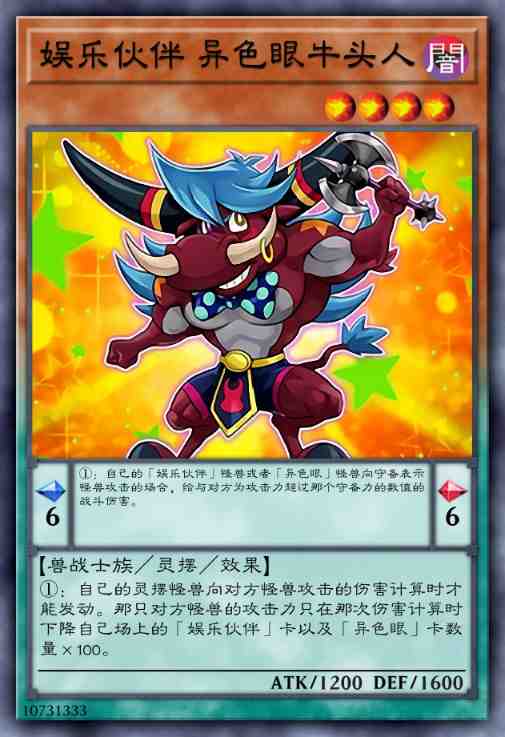 娱乐伙伴 异色眼牛头人 闇
①：自己的「娱乐伙伴」怪兽或者「异色眼」怪兽向守备表示
怪兽攻击的场合，给与对方为攻击力超过那个守备力的数值的
战斗伤害。
6 6
【兽战士族／灵摆／效果】
①：自己的灵摆怪兽向对方怪兽攻击的伤害计算时才
能发动。那只对方怪兽的攻击力只在那次伤害计算时
下降自己场上的「娱乐伙伴」卡以及「异色眼」卡数
量×100。
ATK/1200 DEF/1600
10731333